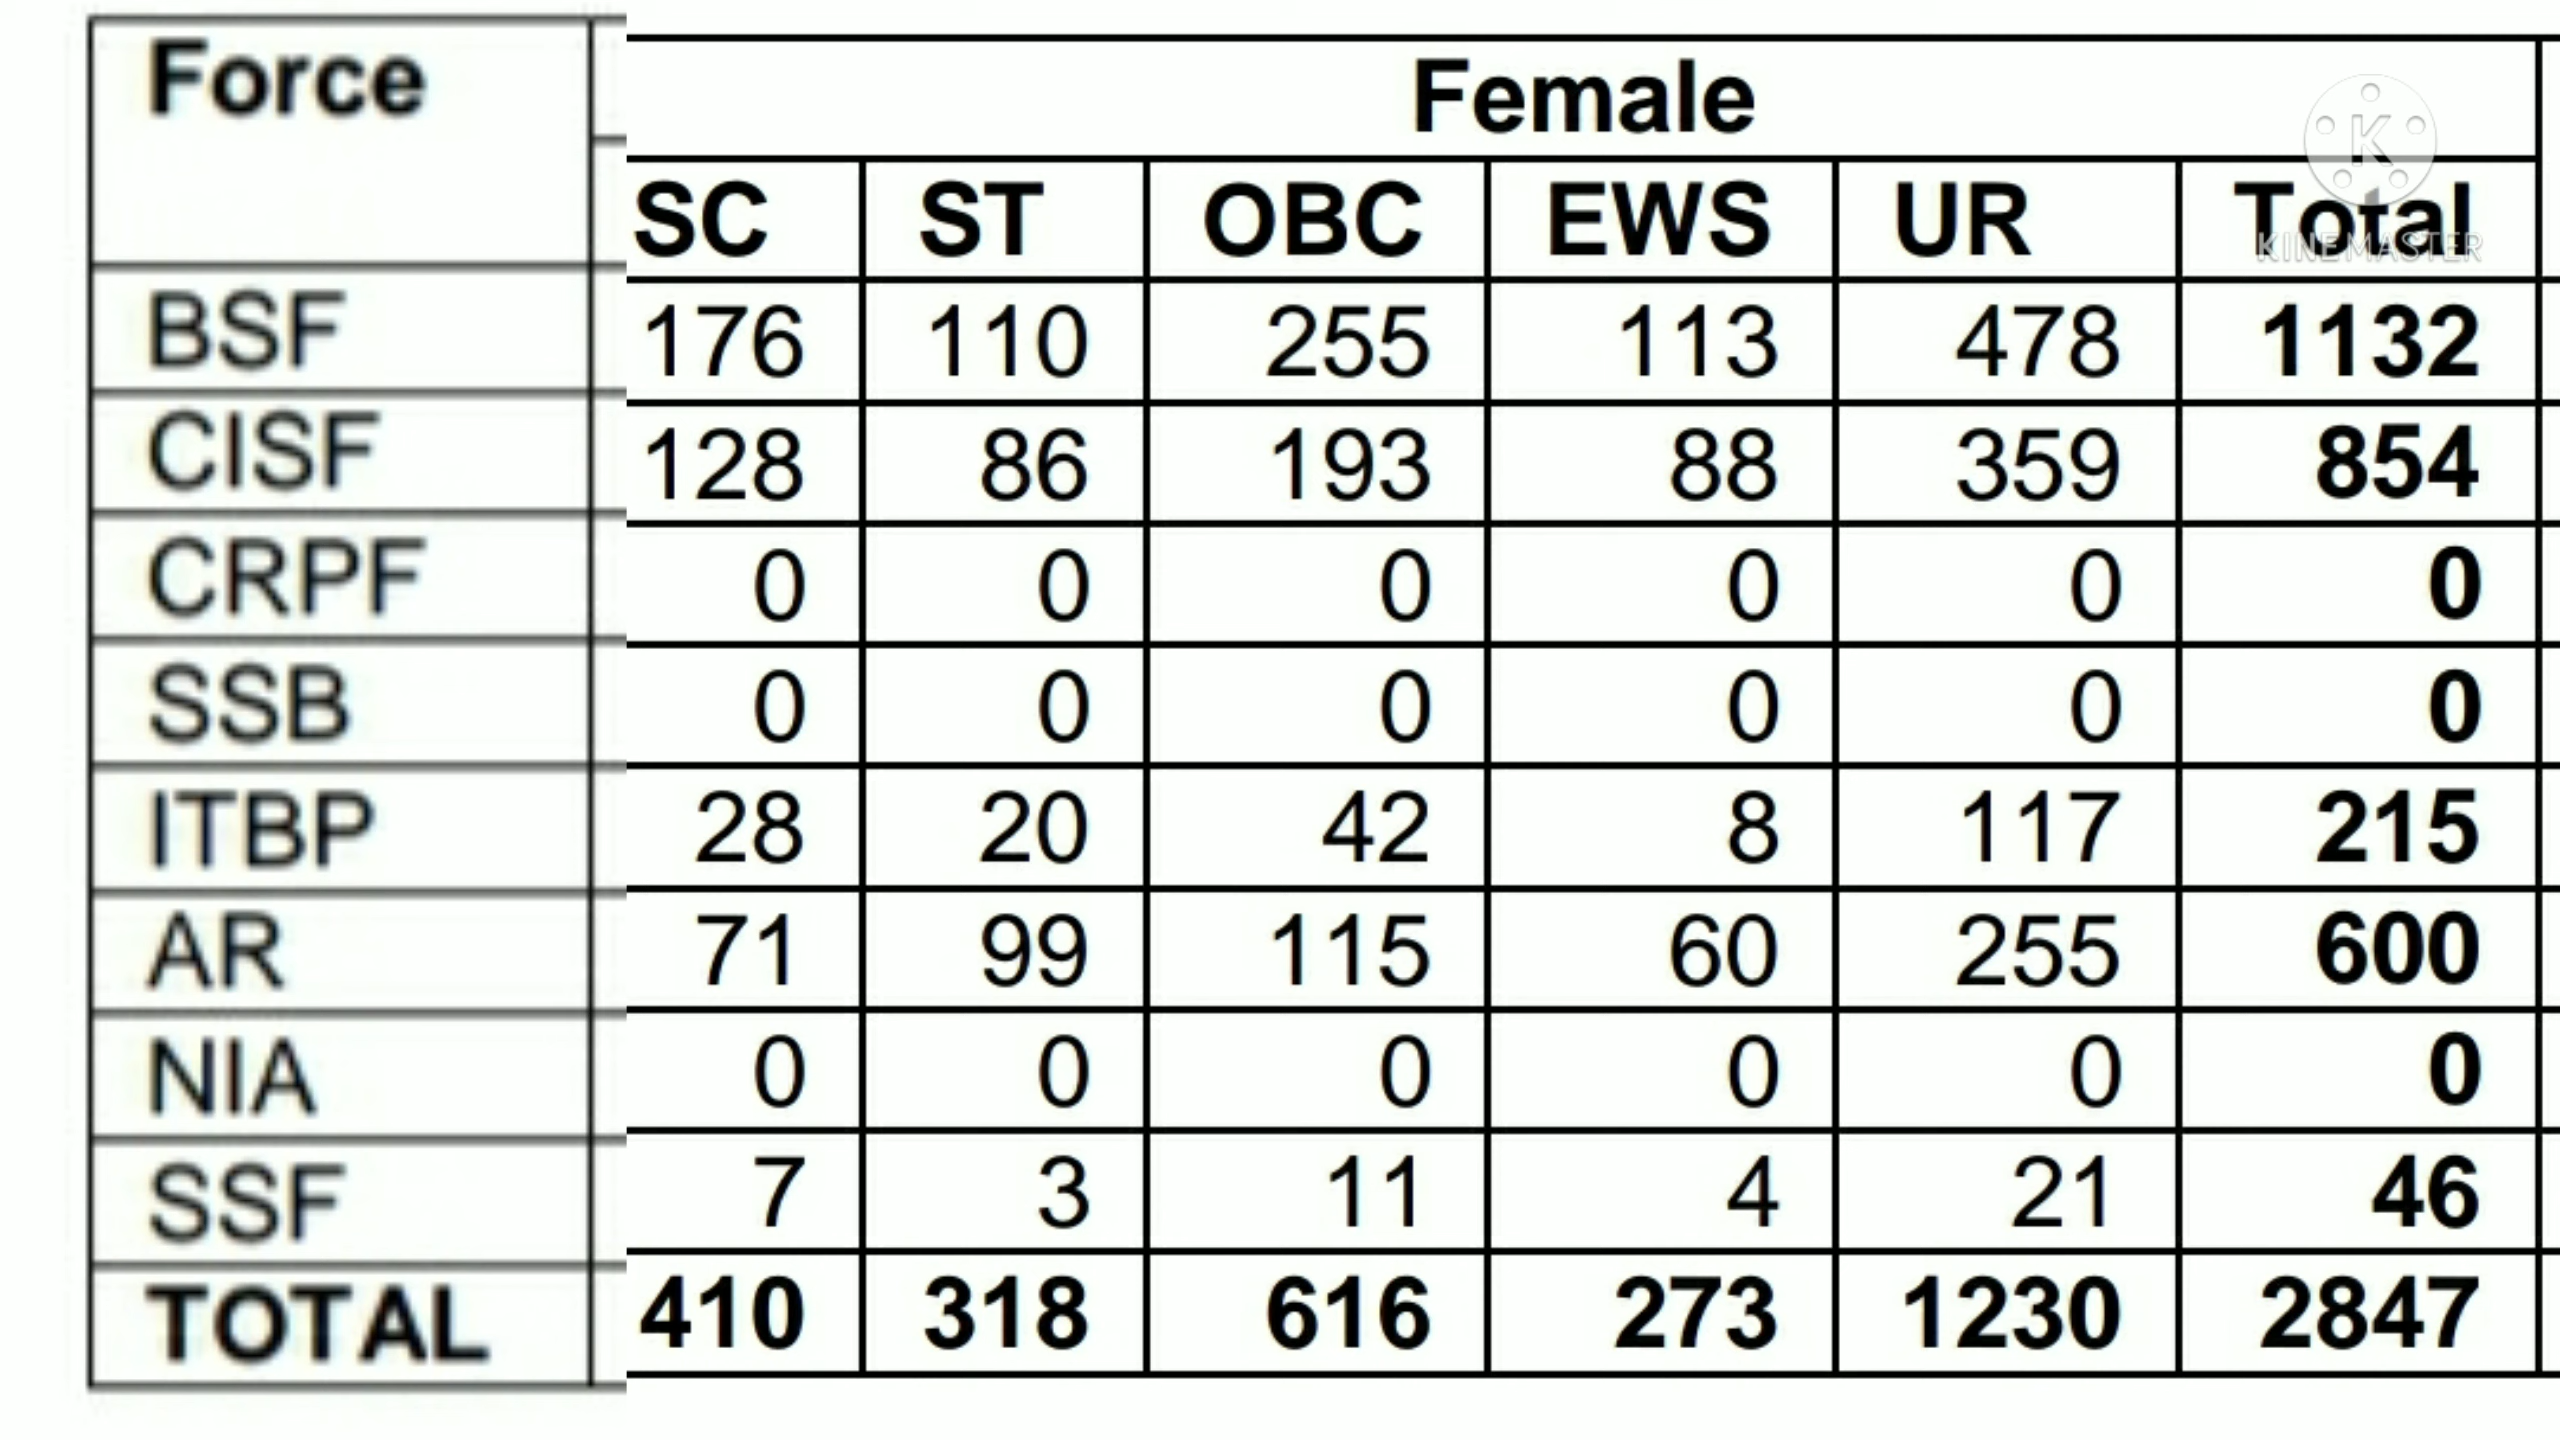 Force Female
SC ST OBC EWS UR Total
BSF 176 110 255 113 478 1132
CISF 128 86 193 88 359 854
CRPF 0 0 0 0 0 0
SSB 0 0 0 0 0 0
ITBP 28 20 42 8 117 215
AR 71 99 115 60 255 600
NIA 0 0 0 0 0 0
SSF 7 3 11 4 21 46
TOTAL 410 318 616 273 1230 2847
K
KINEMASTER